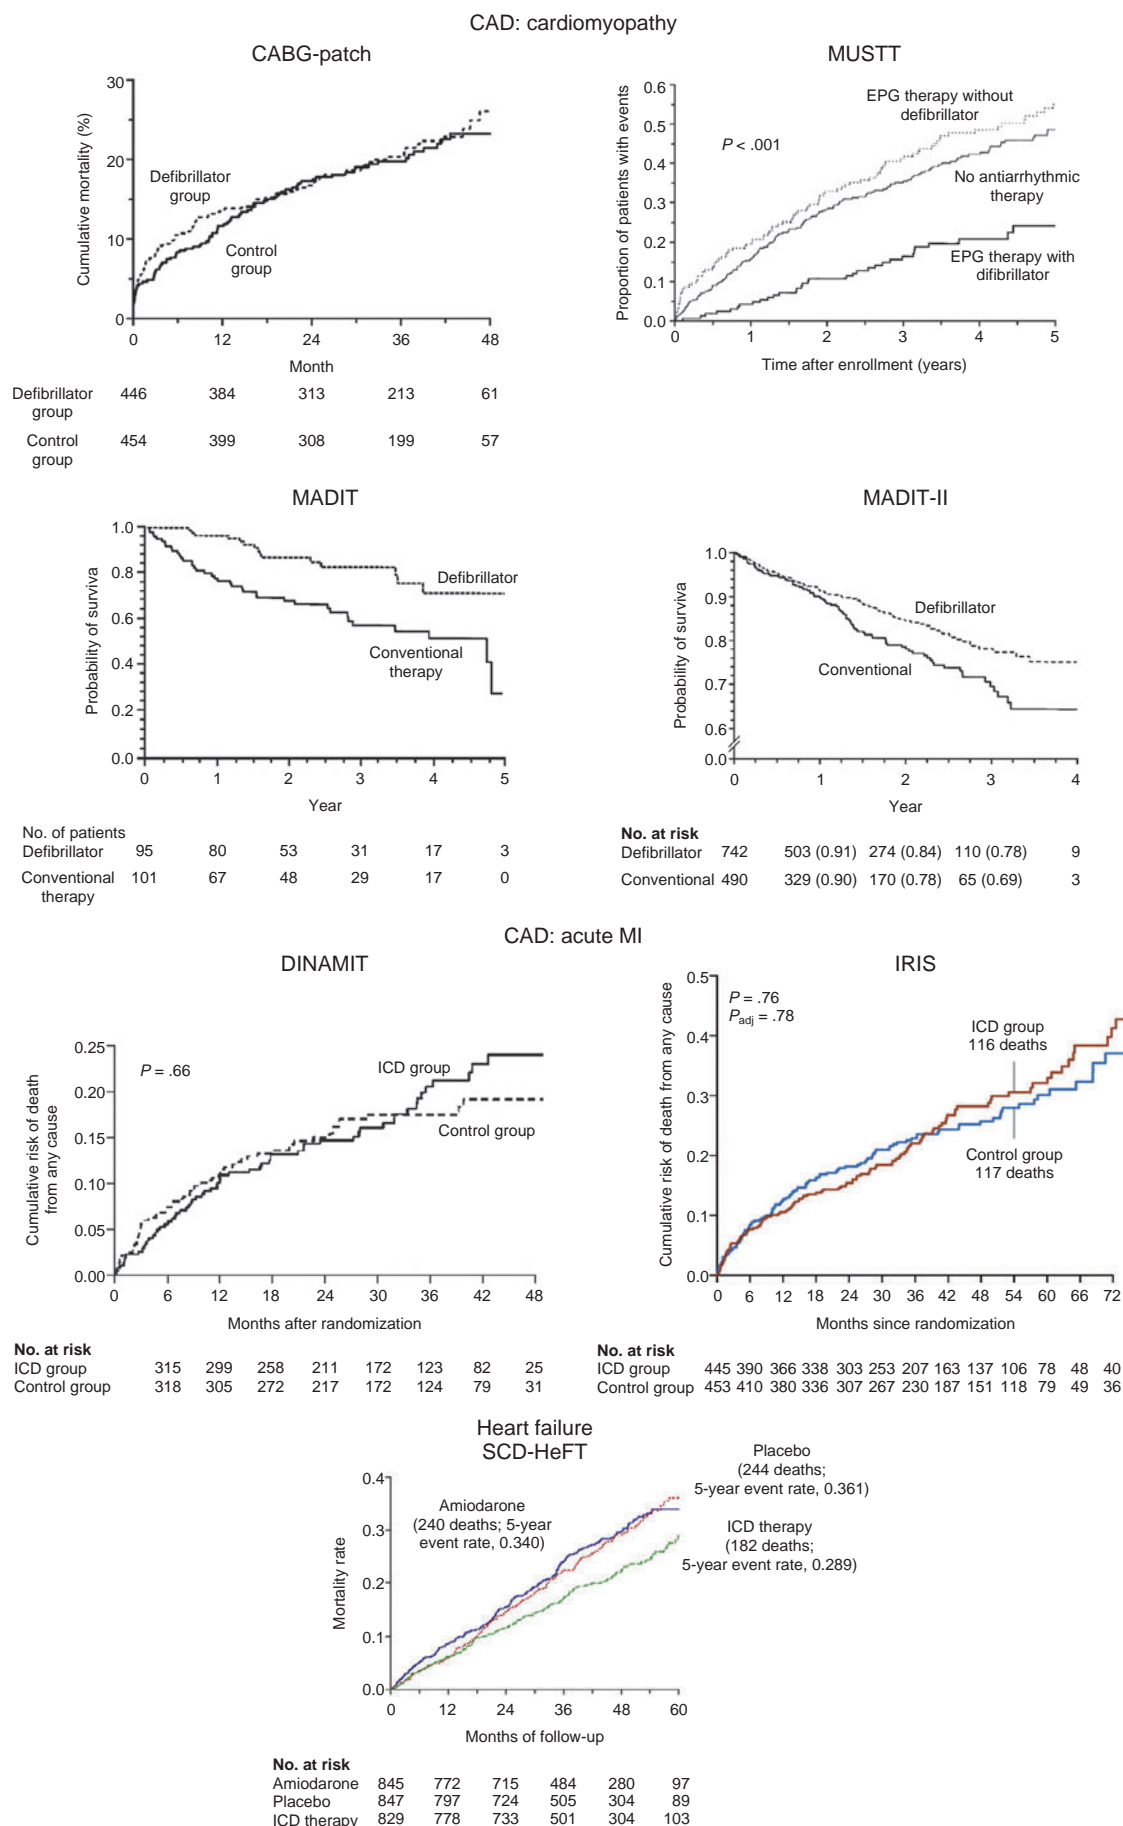 CAD: cardiomyopathy
CABG-patch
Cumulative mortality (%)
30
20
10
0
Defibrillator
group
Control
group
0 12 24 36 48
Month
Defibrillator
group
446 384 313 213 61
Control
group
454 399 308 199 57
MUSTT
Proportion of patients with events
0.6
0.5
0.4
0.3
0.2
0.1
0.0
P < .001
EPG therapy without
defibrillator
No antiarrhythmic
therapy
EPG therapy with
difibrillator
0 1 2 3 4 5
Time after enrollment (years)
MADIT
Probability of surviva
1.0
0.8
0.6
0.4
0.2
0.0
Defibrillator
Conventional
therapy
0 1 2 3 4 5
Year
No. of patients
Defibrillator 95 80 53 31 17 3
Conventional
therapy
101 67 48 29 17 0
MADIT-II
Probability of surviva
1.0
0.9
0.8
0.7
0.6
0.0
Defibrillator
Conventional
0 1 2 3 4
Year
No. at risk
Defibrillator 742 503 (0.91) 274 (0.84) 110 (0.78) 9
Conventional 490 329 (0.90) 170 (0.78) 65 (0.69) 3
CAD: acute MI
DINAMIT
Cumulative risk of death
from any cause
0.25
0.20
0.15
0.10
0.05
0.00
P = .66
ICD group
Control group
0 6 12 18 24 30 36 42 48
Months after randomization
No. at risk
ICD group 315 299 258 211 172 123 82 25
Control group 318 305 272 217 172 124 79 31
IRIS
Cumulative risk of death from any cause
0.5
0.4
0.3
0.2
0.1
0.0
P = .76
Padj = .78
ICD group
116 deaths
Control group
117 deaths
0 6 12 18 24 30 36 42 48 54 60 66 72
Months since randomization
No. at risk
ICD group 445 390 366 338 303 253 207 163 137 106 78 48 40
Control group 453 410 380 336 307 267 230 187 151 118 79 49 36
Heart failure
SCD-HeFT
Mortality rate
0.4
0.3
0.2
0.1
0.0
Amiodarone
(240 deaths; 5-year
event rate, 0.340)
Placebo
(244 deaths;
5-year event rate, 0.361)
ICD therapy
(182 deaths;
5-year event rate, 0.289)
0 12 24 36 48 60
Months of follow-up
No. at risk
Amiodarone 845 772 715 484 280 97
Placebo 847 797 724 505 304 89
ICD therapy 829 778 733 501 304 103